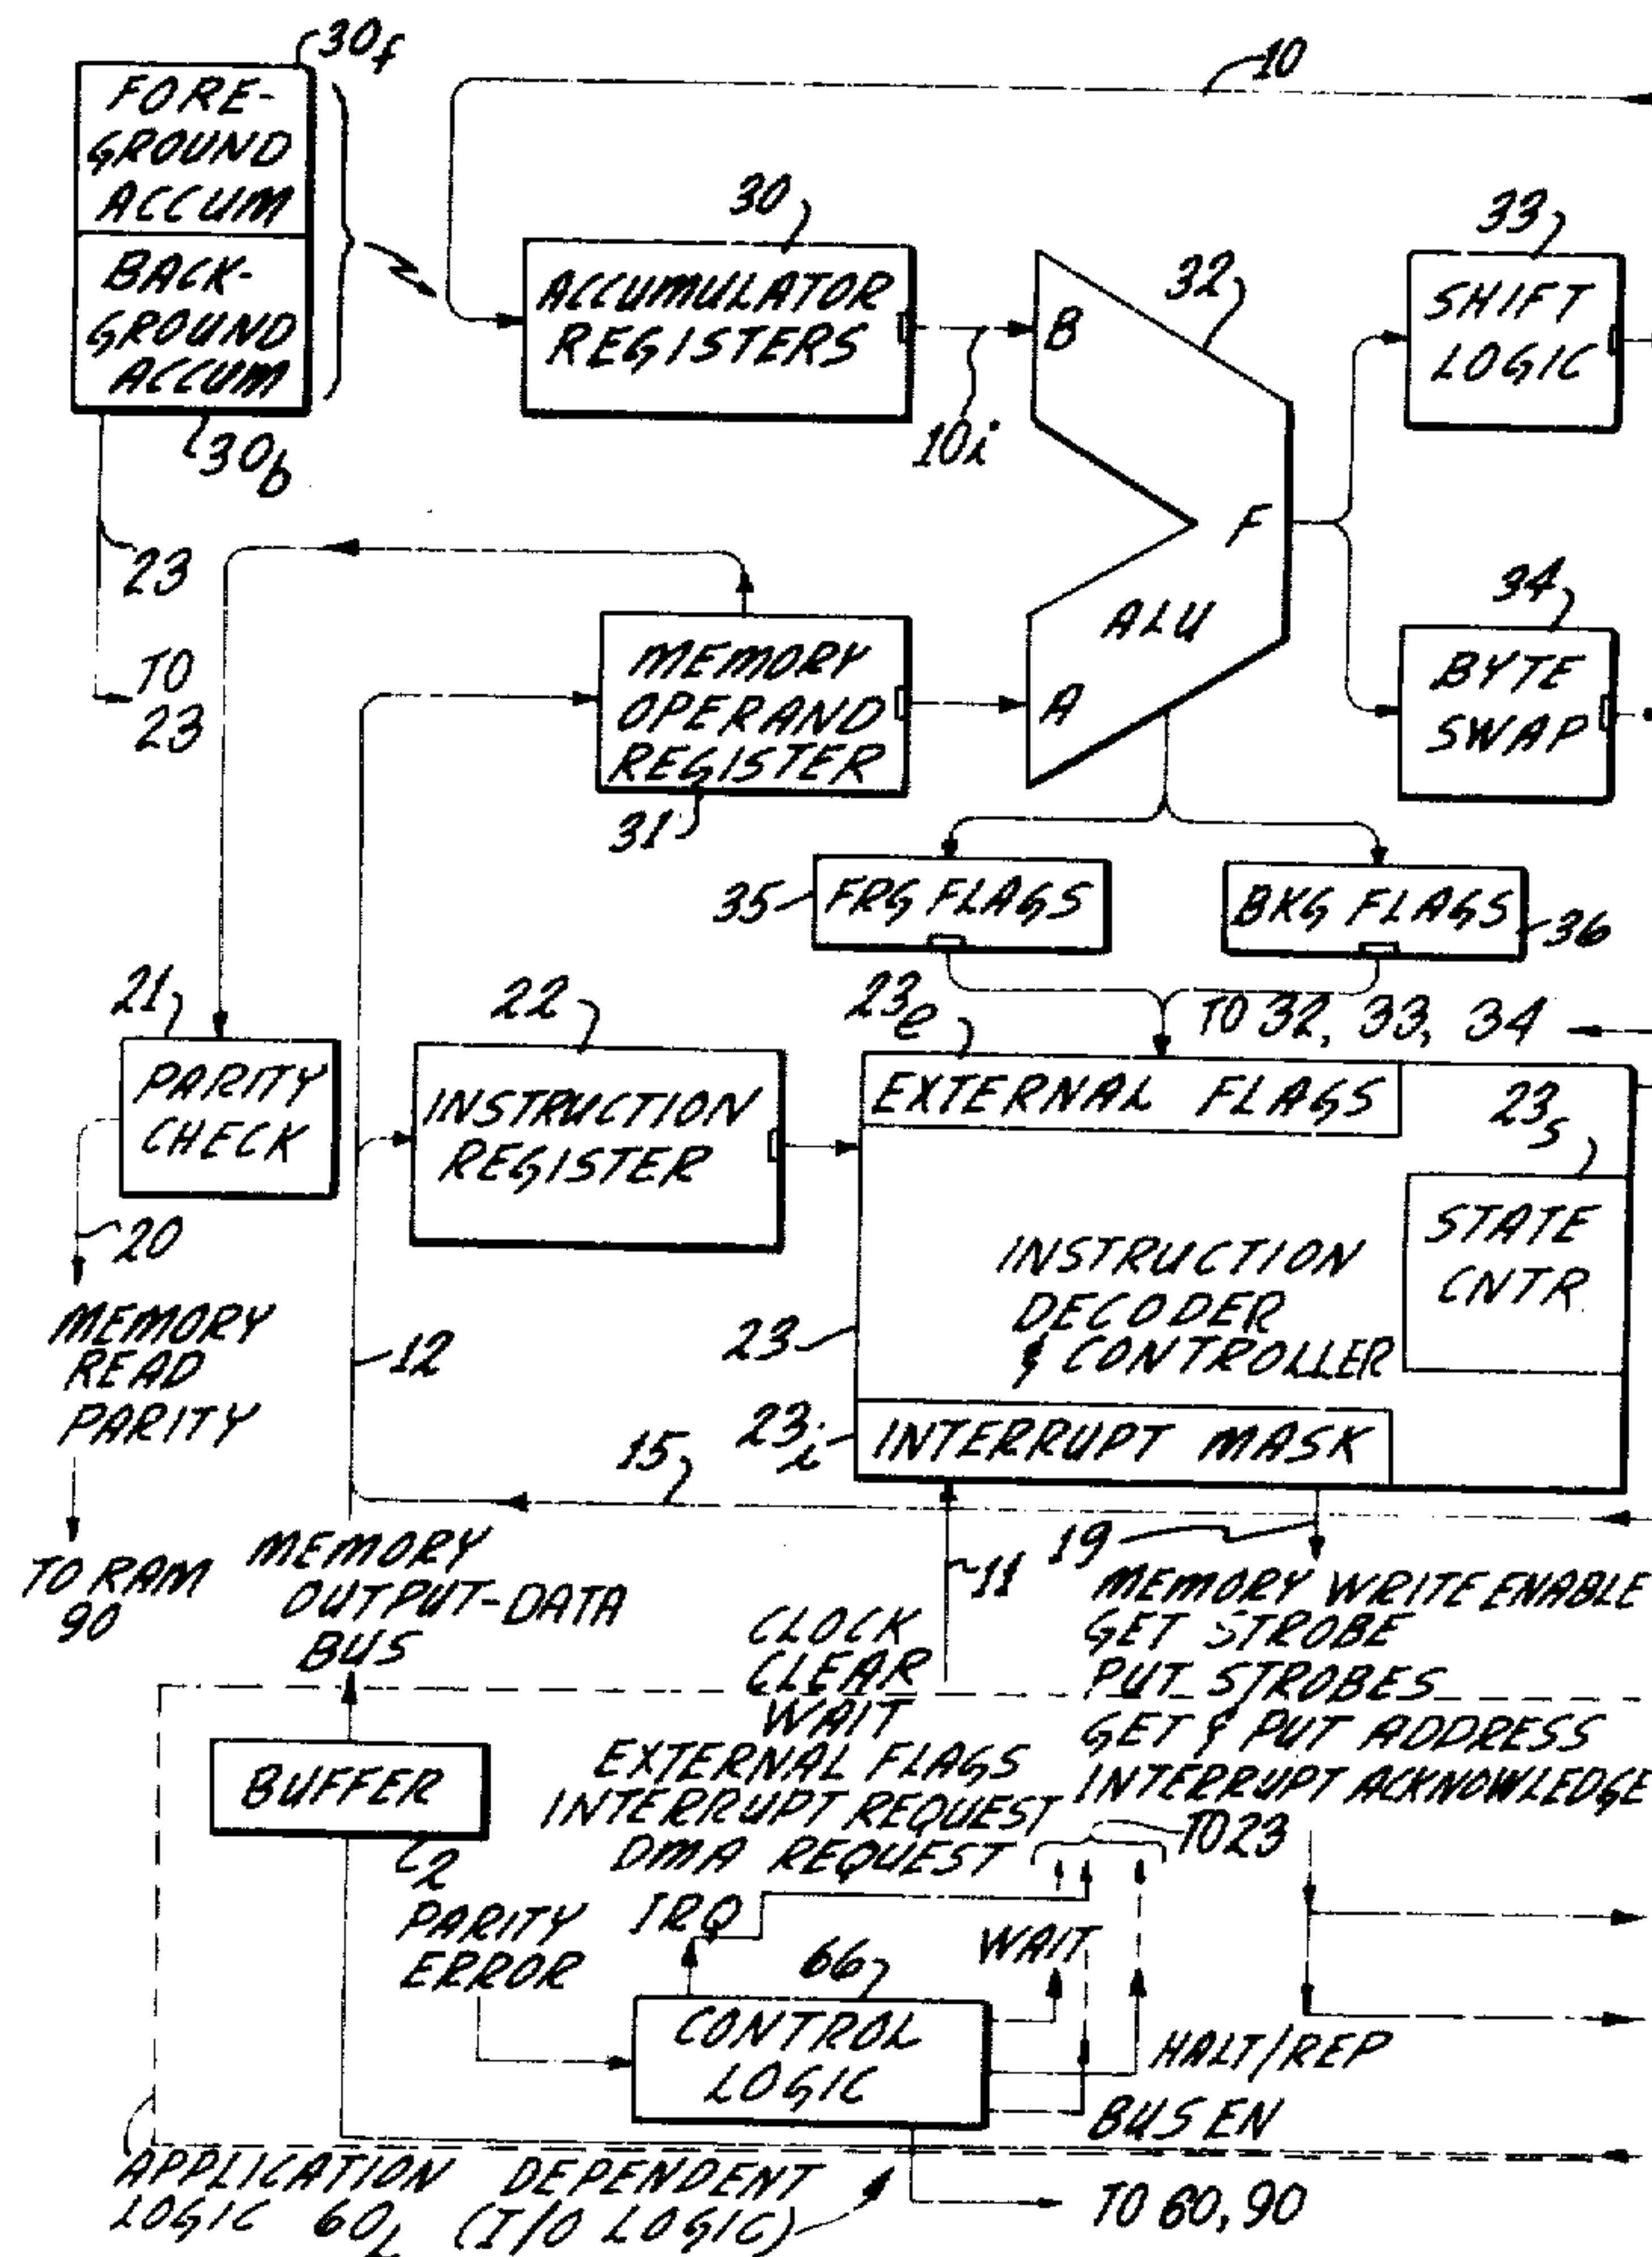 30f
10
FORE-
GROUND
ACCUM
BACK-
GROUND
ACCUM
30b
23
TO
23
30
ACCUMULATOR
REGISTERS
10i
B
32
F
ALU
A
33
SHIFT
LOGIC
34
BYTE
SWAP
MEMORY
OPERAND
REGISTER
31
35
FRG FLAGS
BKG FLAGS
36
21
PARITY
CHECK
20
MEMORY
READ
PARITY
TO RAM
90
22
INSTRUCTION
REGISTER
12
23e
TO 32, 33, 34
EXTERNAL FLAGS
23s
STATE
CNTR
INSTRUCTION
DECODER
& CONTROLLER
23
23i
INTERRUPT MASK
15
19
11
MEMORY
OUTPUT-DATA
BUS
CLOCK
CLEAR
WAIT
EXTERNAL FLAGS
INTERRUPT REQUEST
DMA REQUEST
MEMORY WRITE ENABLE
GET STROBE
PUT STROBES
GET & PUT ADDRESS
INTERRUPT ACKNOWLEDGE
TO 23
BUFFER
2
PARITY
ERROR
IRQ
66
WAIT
CONTROL
LOGIC
HALT/REP
BUS EN
APPLICATION DEPENDENT
LOGIC 60L (I/O LOGIC)
TO 60, 90